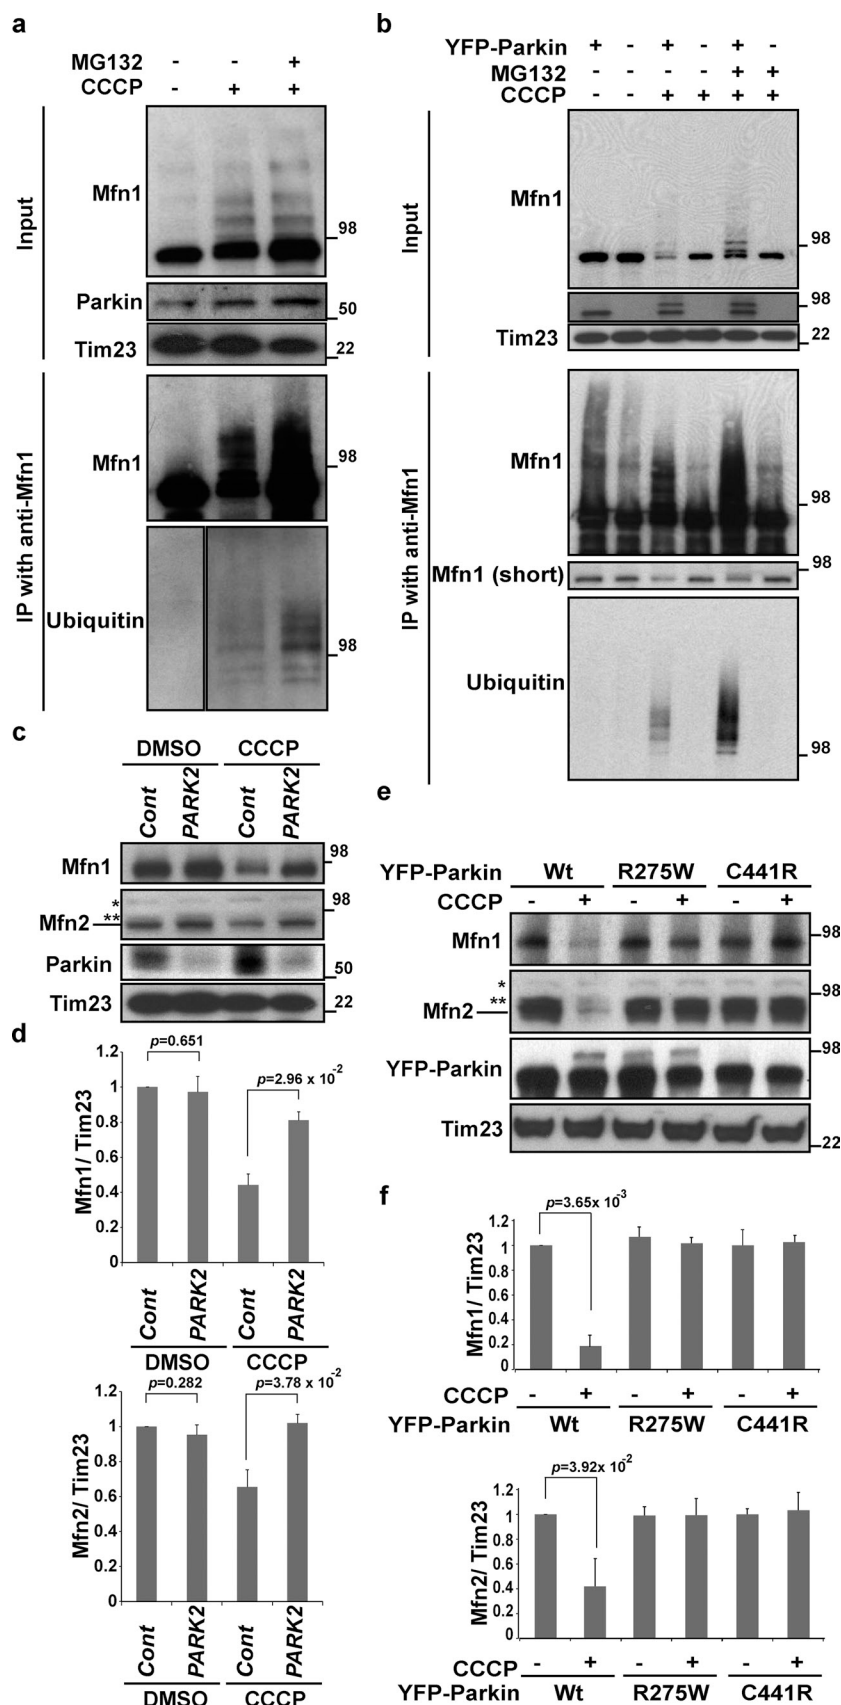 a
MG132 - - +
CCCP - + +
Input
Mfn1
98
Parkin
50
Tim23
22
IP with anti-Mfn1
Mfn1
98
Ubiquitin
98
b
YFP-Parkin + - + - + -
MG132 - - - - + +
CCCP - - + + + +
Input
Mfn1
98
98
Tim23
22
IP with anti-Mfn1
Mfn1
98
Mfn1 (short)
98
Ubiquitin
98
c
DMSO CCCP
Cont PARK2 Cont PARK2
Mfn1
98
*
98
Mfn2 **
Parkin
50
Tim23
22
d
Mfn1/ Tim23
1.2
1
0.8
0.6
0.4
0.2
0
p=0.651
p=2.96 x 10-2
Cont PARK2 Cont PARK2
DMSO CCCP
Mfn2/ Tim23
1.2
1
0.8
0.6
0.4
0.2
0
p=0.282
p=3.78 x 10-2
Cont PARK2 Cont PARK2
DMSO CCCP
e
YFP-Parkin Wt R275W C441R
CCCP - + - + - +
Mfn1
98
*
98
Mfn2 **
YFP-Parkin
98
Tim23
22
f
Mfn1/ Tim23
1.2
1
0.8
0.6
0.4
0.2
0
p=3.65x 10-3
CCCP - + - + - +
YFP-Parkin Wt R275W C441R
Mfn2/ Tim23
1.2
1
0.8
0.6
0.4
0.2
0
p=3.92x 10-2
CCCP - + - + - +
YFP-Parkin Wt R275W C441R